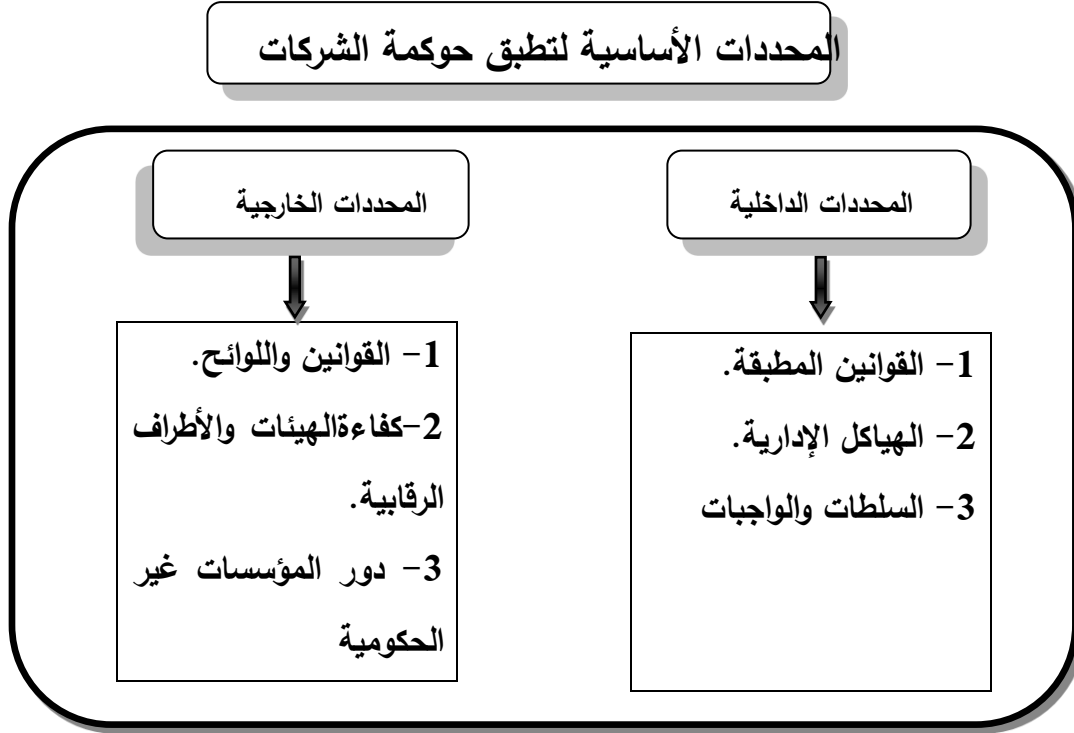 المحددات الأساسية لتطبق حوكمة الشركات
المحددات الداخلية
1- القوانين المطبقة.
2- الهياكل الإدارية.
3- السلطات والواجبات
المحددات الخارجية
1- القوانين واللوائح.
2-كفاءةالهيئات والأطراف
الرقابية.
3- دور المؤسسات غير
الحكومية